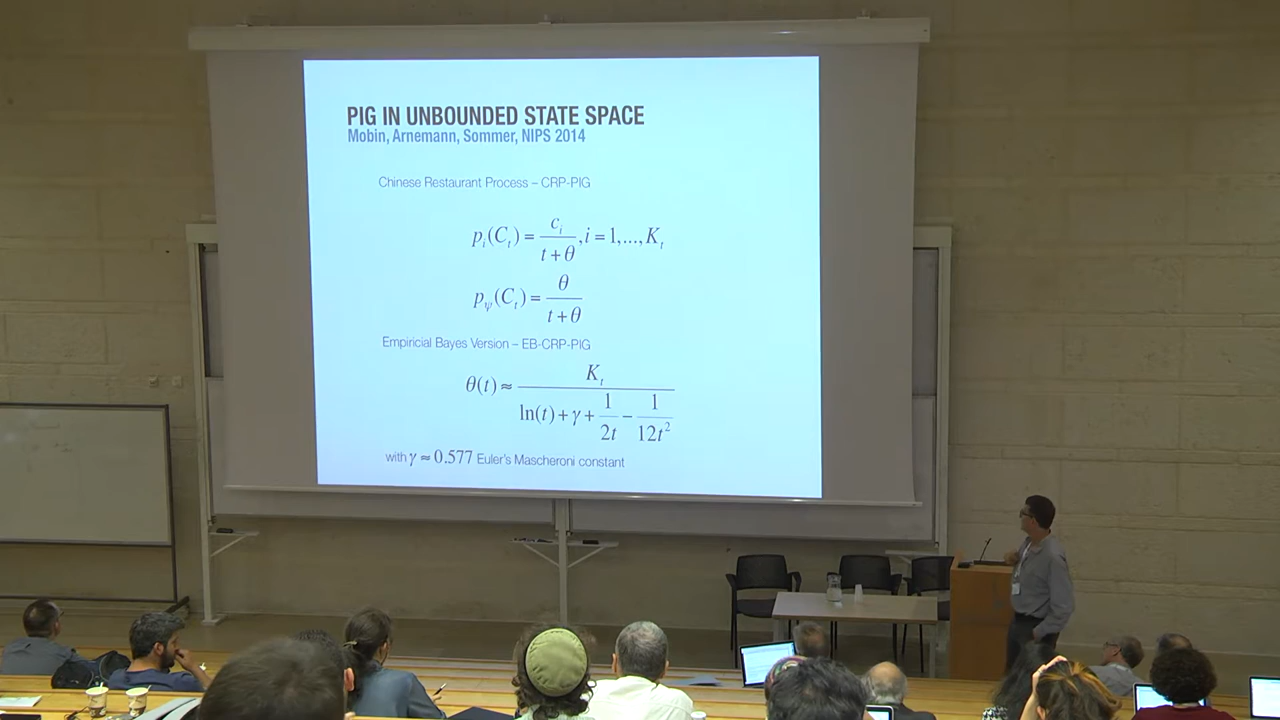 PIG IN UNBOUNDED STATE SPACE
Mobin, Arnemann, Sommer, NIPS 2014
Chinese Restaurant Process – CRP-PIG
p_i(C_t) = c_i / (t + θ), i = 1,..., K_t
p_ψ(C_t) = θ / (t + θ)
Empiricial Bayes Version – EB-CRP-PIG
θ(t) ≈ K_t / (ln(t) + γ + 1/(2t) − 1/(12t²))
with γ ≈ 0.577 Euler's Mascheroni constant